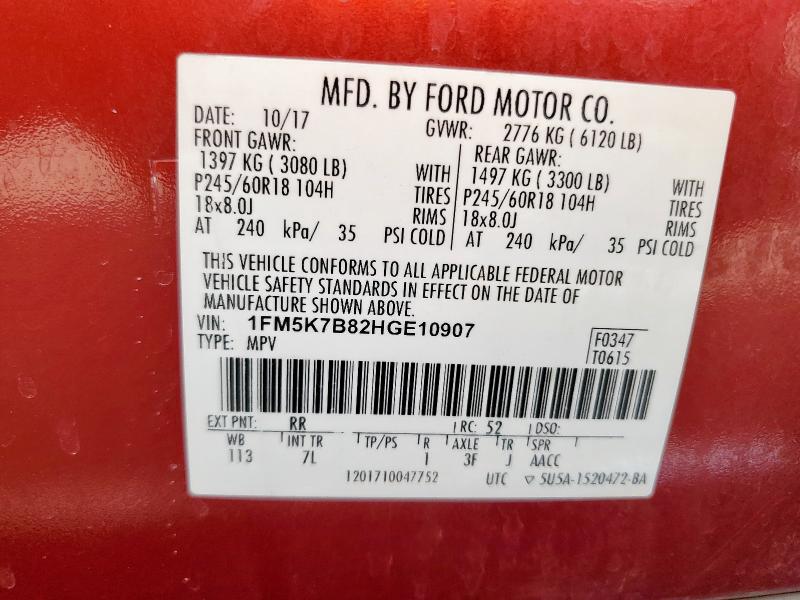 MFD. BY FORD MOTOR CO.
DATE: 10/17 GVWR: 2776 KG ( 6120 LB)
FRONT GAWR: REAR GAWR:
1397 KG ( 3080 LB) WITH 1497 KG ( 3300 LB) WITH
P245/60R18 104H TIRES P245/60R18 104H TIRES
18x8.0J RIMS 18x8.0J RIMS
AT 240 kPa/ 35 PSI COLD AT 240 kPa/ 35 PSI COLD
THIS VEHICLE CONFORMS TO ALL APPLICABLE FEDERAL MOTOR
VEHICLE SAFETY STANDARDS IN EFFECT ON THE DATE OF
MANUFACTURE SHOWN ABOVE.
VIN: 1FM5K7B82HGE10907
TYPE: MPV
F0347
T0615
EXT PNT: RR RC: 52 DSO:
WB INT TR TP/PS R AXLE TR SPR
113 7L I 3F J AACC
1201710047752 UTC ▽ 5U5A-1520472-BA